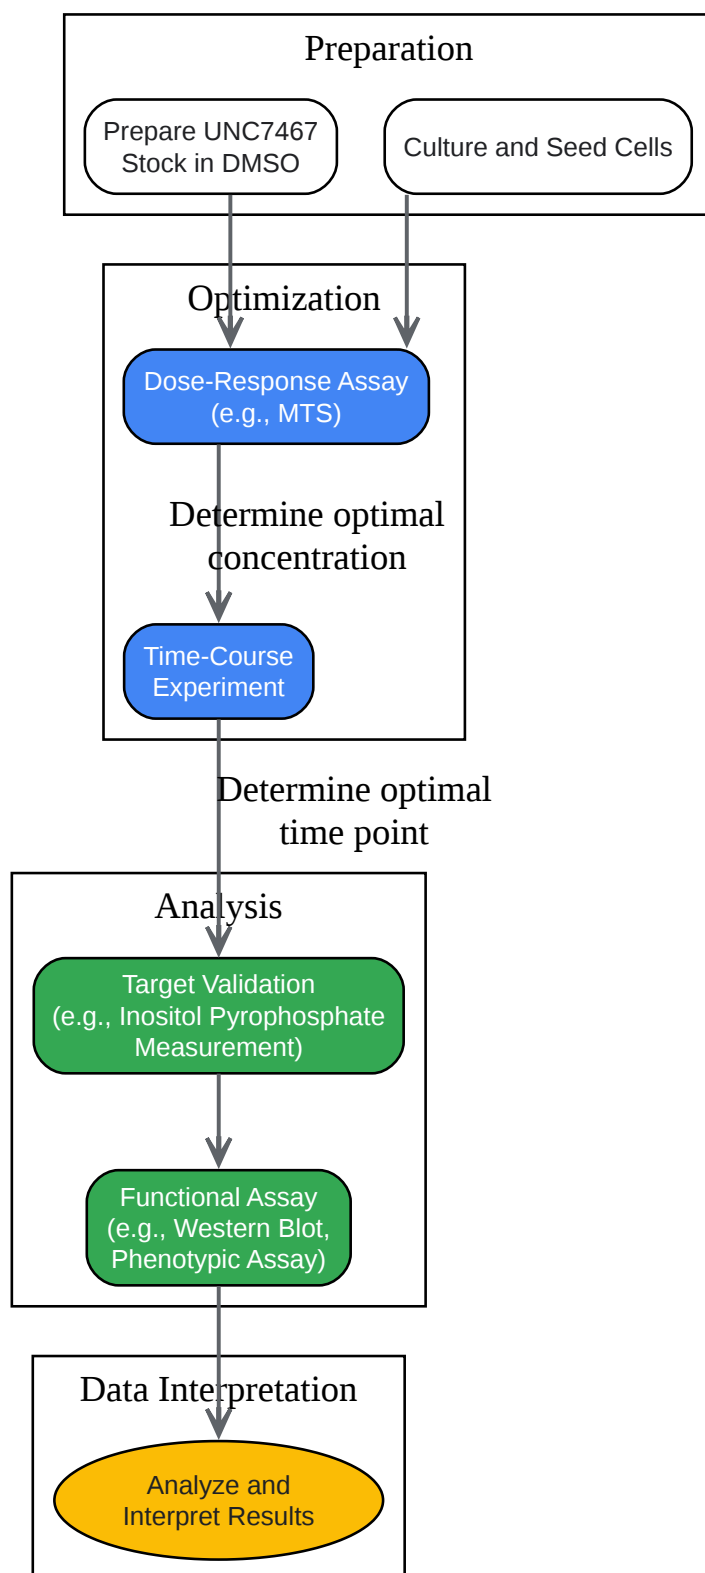 Preparation
Prepare UNC7467
Stock in DMSO
Culture and Seed Cells
Optimization
Dose-Response Assay
(e.g., MTS)
Determine optimal
concentration
Time-Course
Experiment
Determine optimal
time point
Analysis
Target Validation
(e.g., Inositol Pyrophosphate
Measurement)
Functional Assay
(e.g., Western Blot,
Phenotypic Assay)
Data Interpretation
Analyze and
Interpret Results